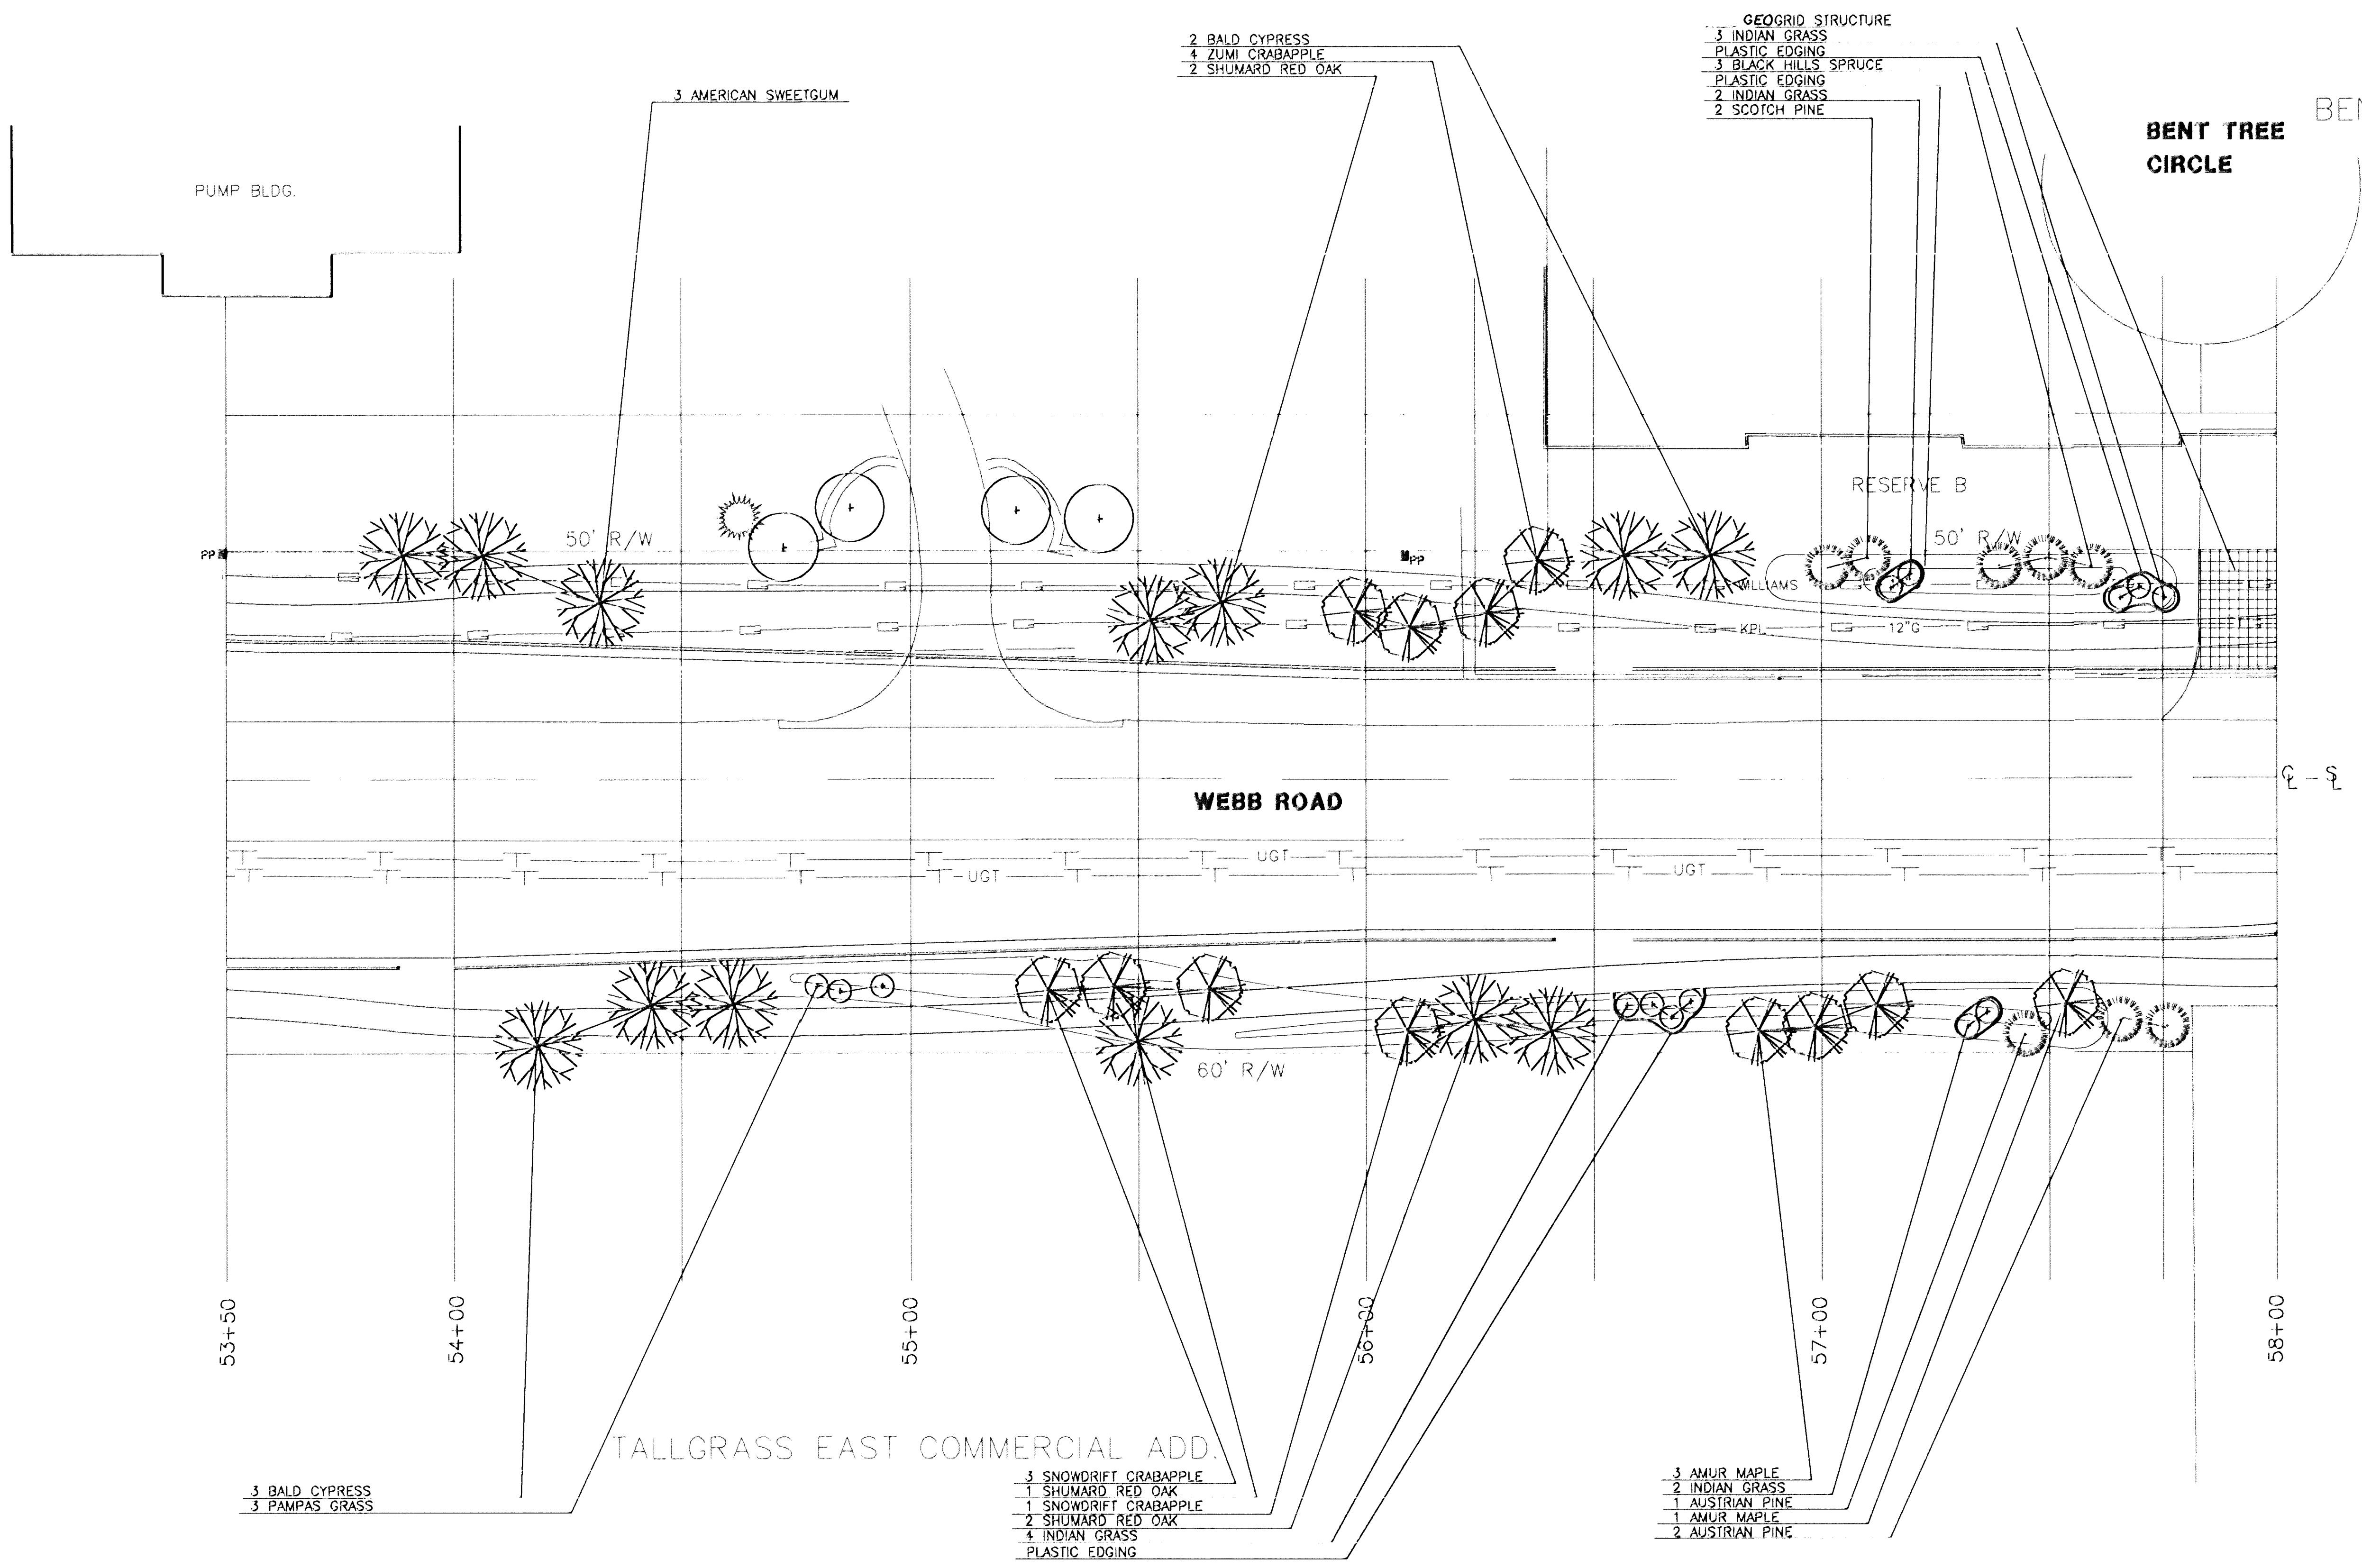 GEOGRID STRUCTURE
3 INDIAN GRASS
PLASTIC EDGING
3 BLACK HILLS SPRUCE
PLASTIC EDGING
2 INDIAN GRASS
2 SCOTCH PINE
2 BALD CYPRESS
4 ZUMI CRABAPPLE
2 SHUMARD RED OAK
3 AMERICAN SWEETGUM
BENT TREE
CIRCLE
PUMP BLDG.
RESERVE B
50' R/W
50' R/W
PP
PP
WILLIAMS
KPL
12"G
WEBB ROAD
UGT
UGT
UGT
60' R/W
53+50
54+00
55+00
56+00
57+00
58+00
TALLGRASS EAST COMMERCIAL ADD.
3 BALD CYPRESS
3 PAMPAS GRASS
3 SNOWDRIFT CRABAPPLE
1 SHUMARD RED OAK
1 SNOWDRIFT CRABAPPLE
2 SHUMARD RED OAK
4 INDIAN GRASS
PLASTIC EDGING
3 AMUR MAPLE
2 INDIAN GRASS
1 AUSTRIAN PINE
1 AMUR MAPLE
2 AUSTRIAN PINE